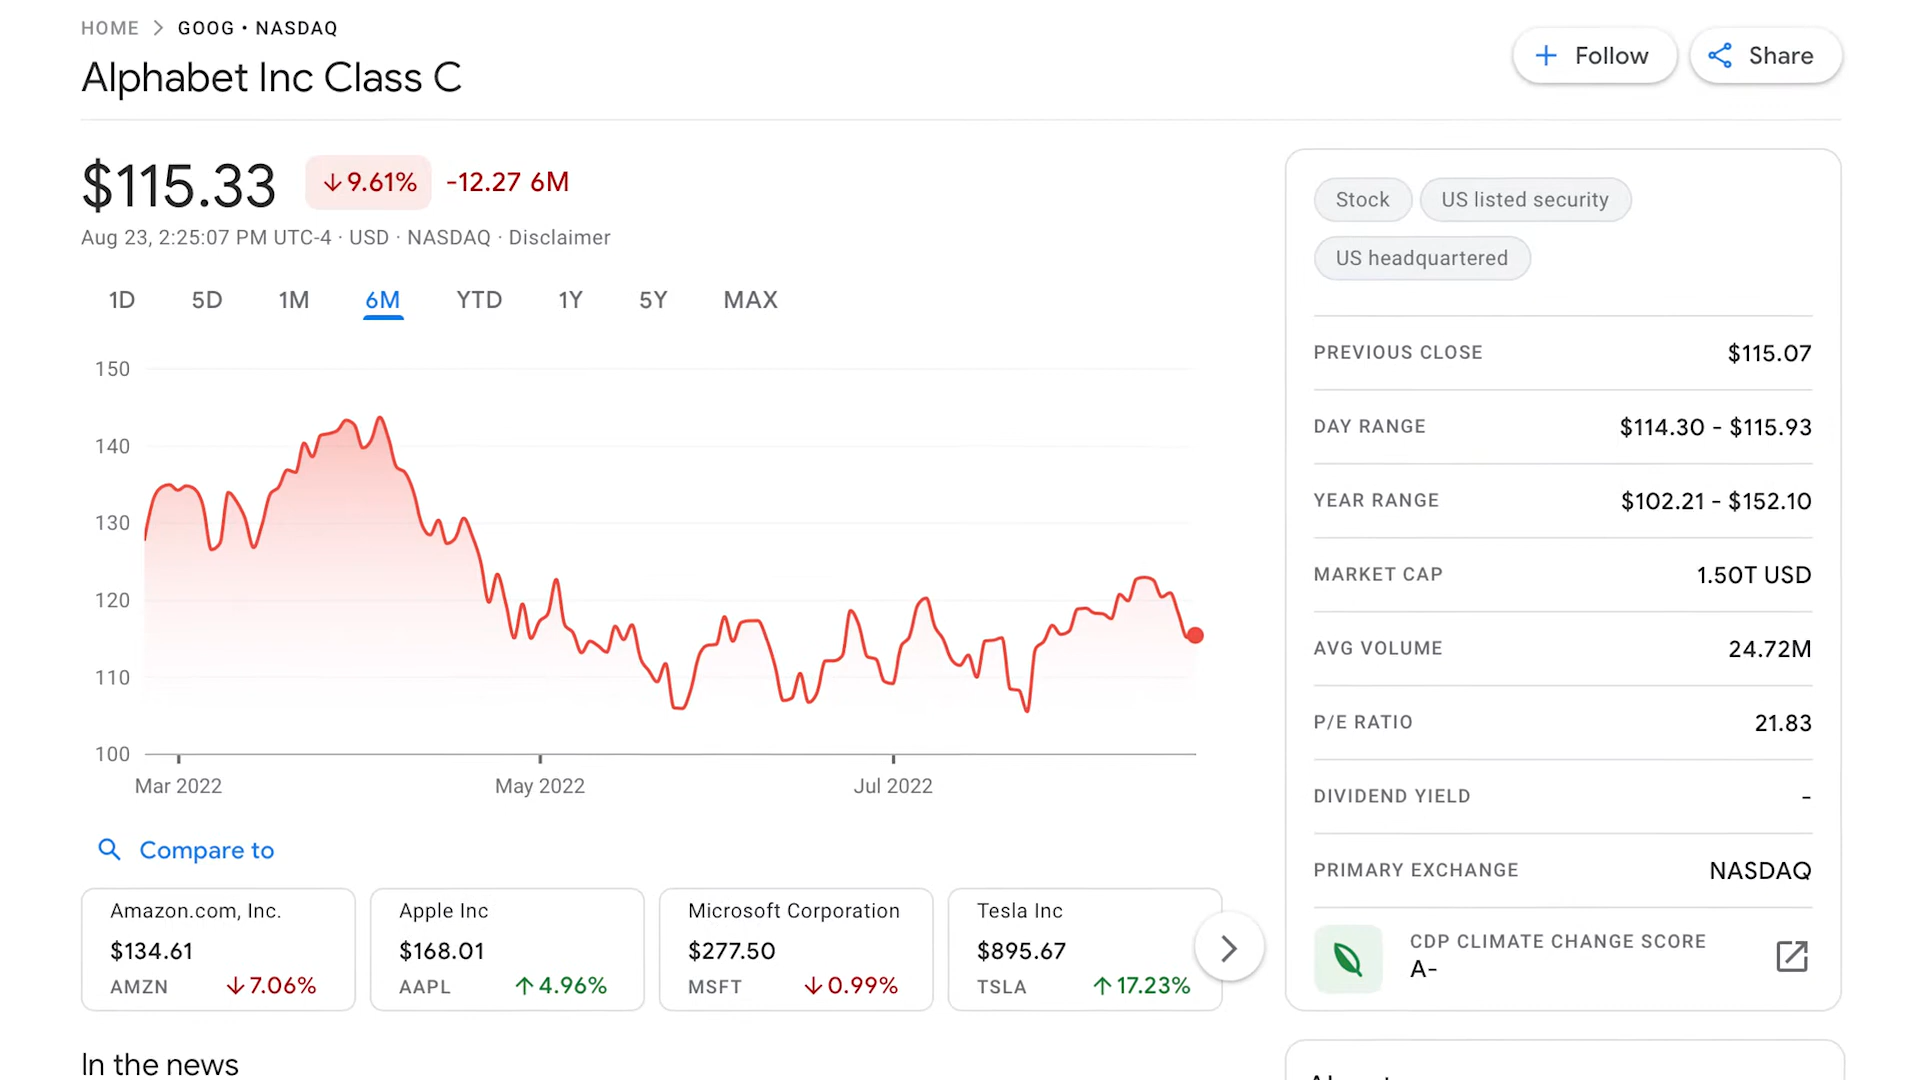 HOME > GOOG • NASDAQ
Alphabet Inc Class C
Follow
Share
$115.33 ↓9.61% -12.27 6M
Aug 23, 2:25:07 PM UTC-4 · USD · NASDAQ · Disclaimer
1D 5D 1M 6M YTD 1Y 5Y MAX
150
140
130
120
110
100
Mar 2022 May 2022 Jul 2022
Compare to
Amazon.com, Inc.
$134.61
AMZN ↓7.06%
Apple Inc
$168.01
AAPL ↑4.96%
Microsoft Corporation
$277.50
MSFT ↓0.99%
Tesla Inc
$895.67
TSLA ↑17.23%
In the news
Stock
US listed security
US headquartered
PREVIOUS CLOSE $115.07
DAY RANGE $114.30 - $115.93
YEAR RANGE $102.21 - $152.10
MARKET CAP 1.50T USD
AVG VOLUME 24.72M
P/E RATIO 21.83
DIVIDEND YIELD -
PRIMARY EXCHANGE NASDAQ
CDP CLIMATE CHANGE SCORE
A-